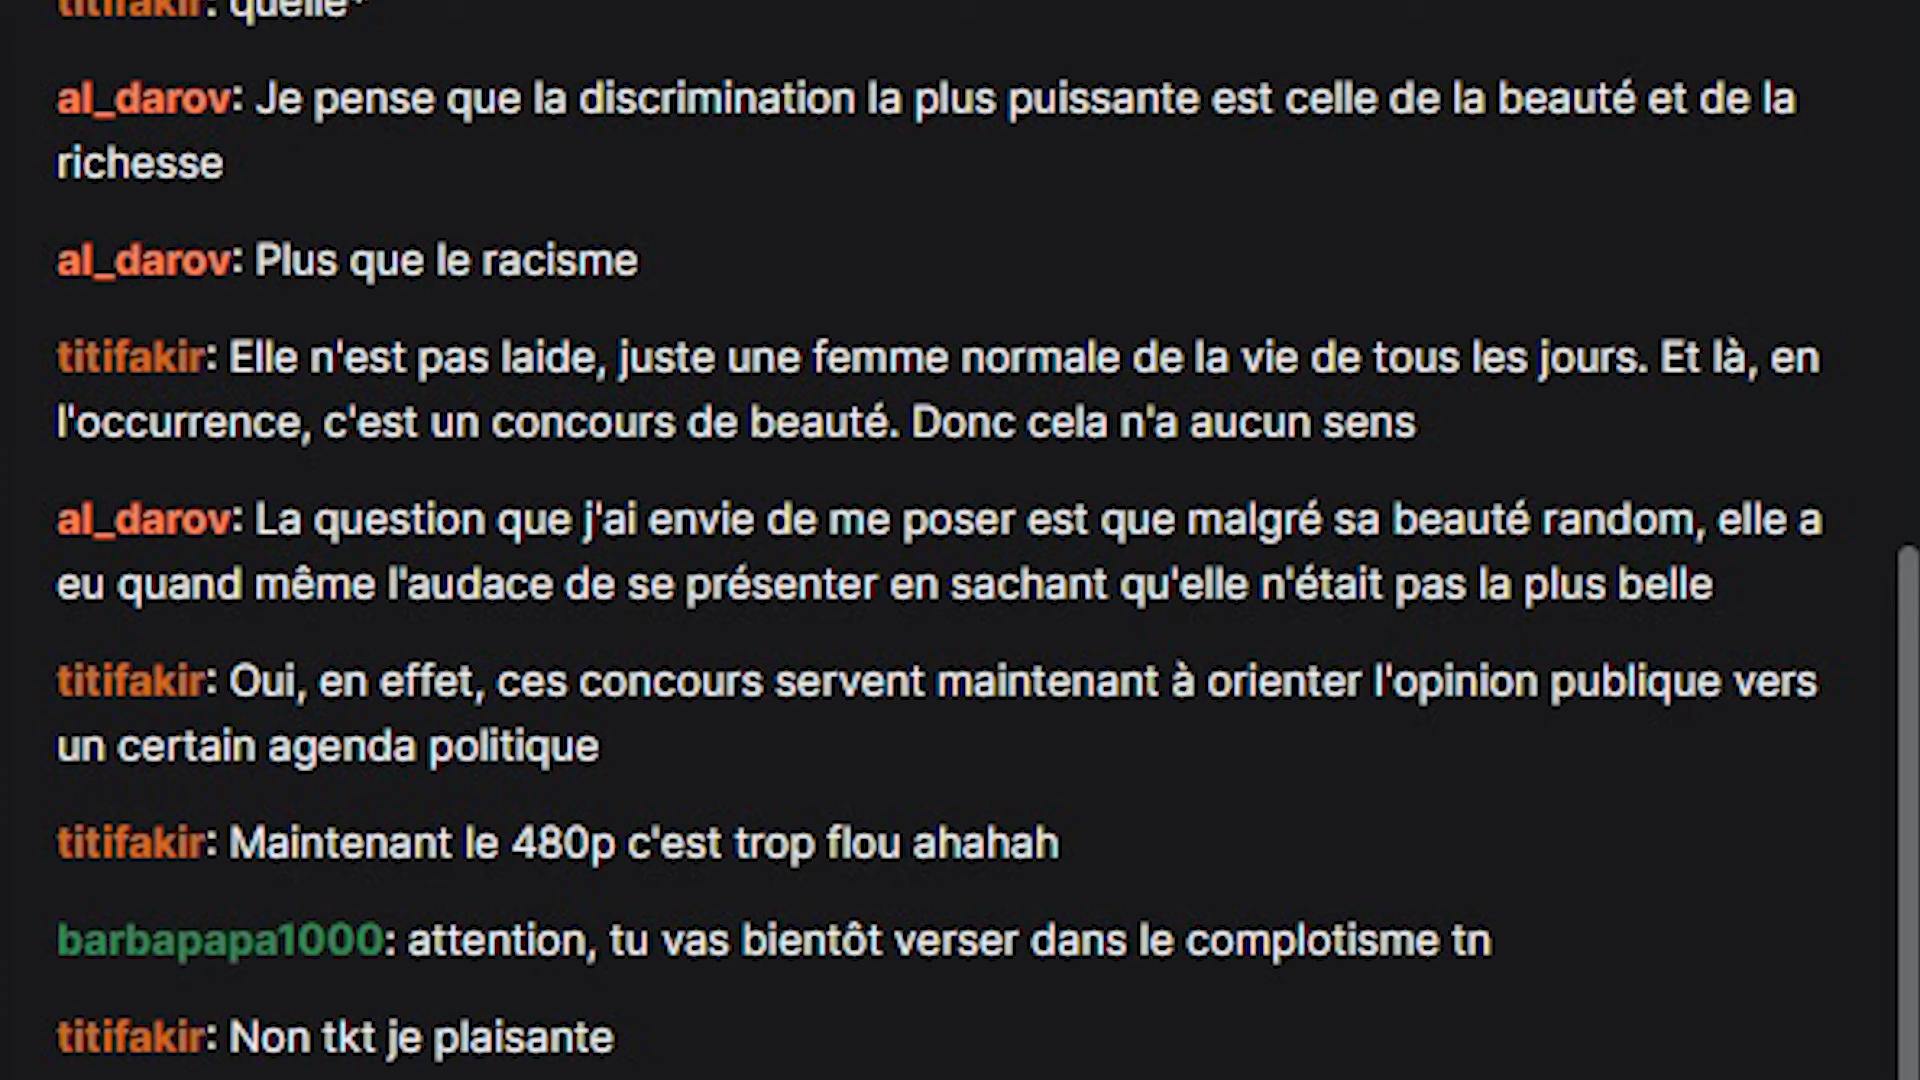 titifakir: quelle*
al_darov: Je pense que la discrimination la plus puissante est celle de la beauté et de la
richesse
al_darov: Plus que le racisme
titifakir: Elle n'est pas laide, juste une femme normale de la vie de tous les jours. Et là, en
l'occurrence, c'est un concours de beauté. Donc cela n'a aucun sens
al_darov: La question que j'ai envie de me poser est que malgré sa beauté random, elle a
eu quand même l'audace de se présenter en sachant qu'elle n'était pas la plus belle
titifakir: Oui, en effet, ces concours servent maintenant à orienter l'opinion publique vers
un certain agenda politique
titifakir: Maintenant le 480p c'est trop flou ahahah
barbapapa1000: attention, tu vas bientôt verser dans le complotisme tn
titifakir: Non tkt je plaisante